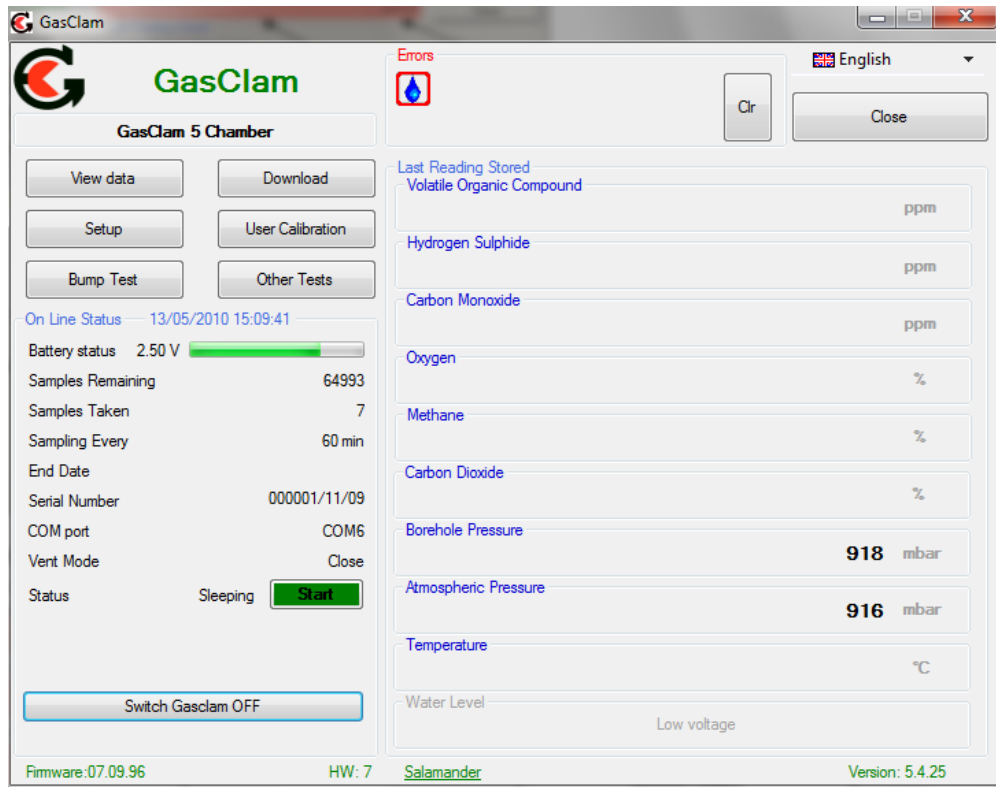 GasClam
GasClam
GasClam 5 Chamber
Errors
Clr
English
Close
View data
Download
Setup
User Calibration
Bump Test
Other Tests
On Line Status 13/05/2010 15:09:41
Battery status 2.50 V
Samples Remaining 64993
Samples Taken 7
Sampling Every 60 min
End Date
Serial Number 000001/11/09
COM port COM6
Vent Mode Close
Status Sleeping Start
Switch Gasclam OFF
Last Reading Stored
Volatile Organic Compound
ppm
Hydrogen Sulphide
ppm
Carbon Monoxide
ppm
Oxygen
%
Methane
%
Carbon Dioxide
%
Borehole Pressure
918 mbar
Atmospheric Pressure
916 mbar
Temperature
°C
Water Level
Low voltage
Firmware:07.09.96 HW: 7 Salamander Version: 5.4.25